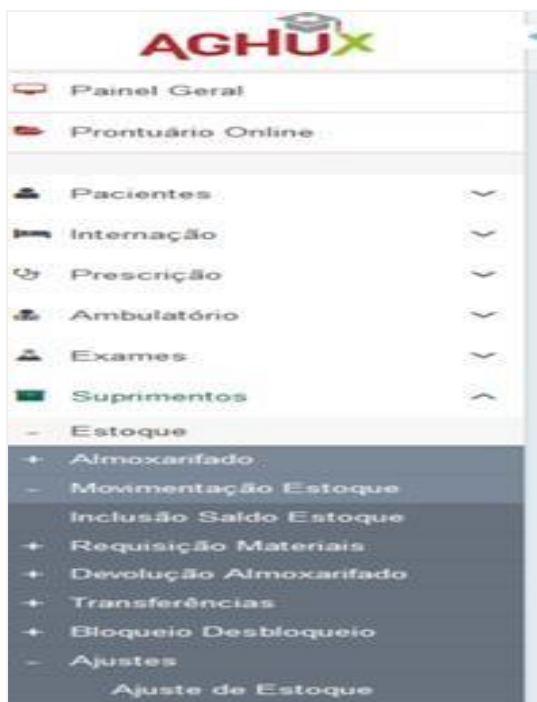 AGHUX
Painel Geral
Prontuário Online
Pacientes
Internação
Prescrição
Ambulatório
Exames
Suprimentos
- Estoque
+ Almoxarifado
- Movimentação Estoque
Inclusão Saldo Estoque
+ Requisição Materiais
+ Devolução Almoxarifado
+ Transferências
+ Bloqueio Desbloqueio
- Ajustes
Ajuste de Estoque